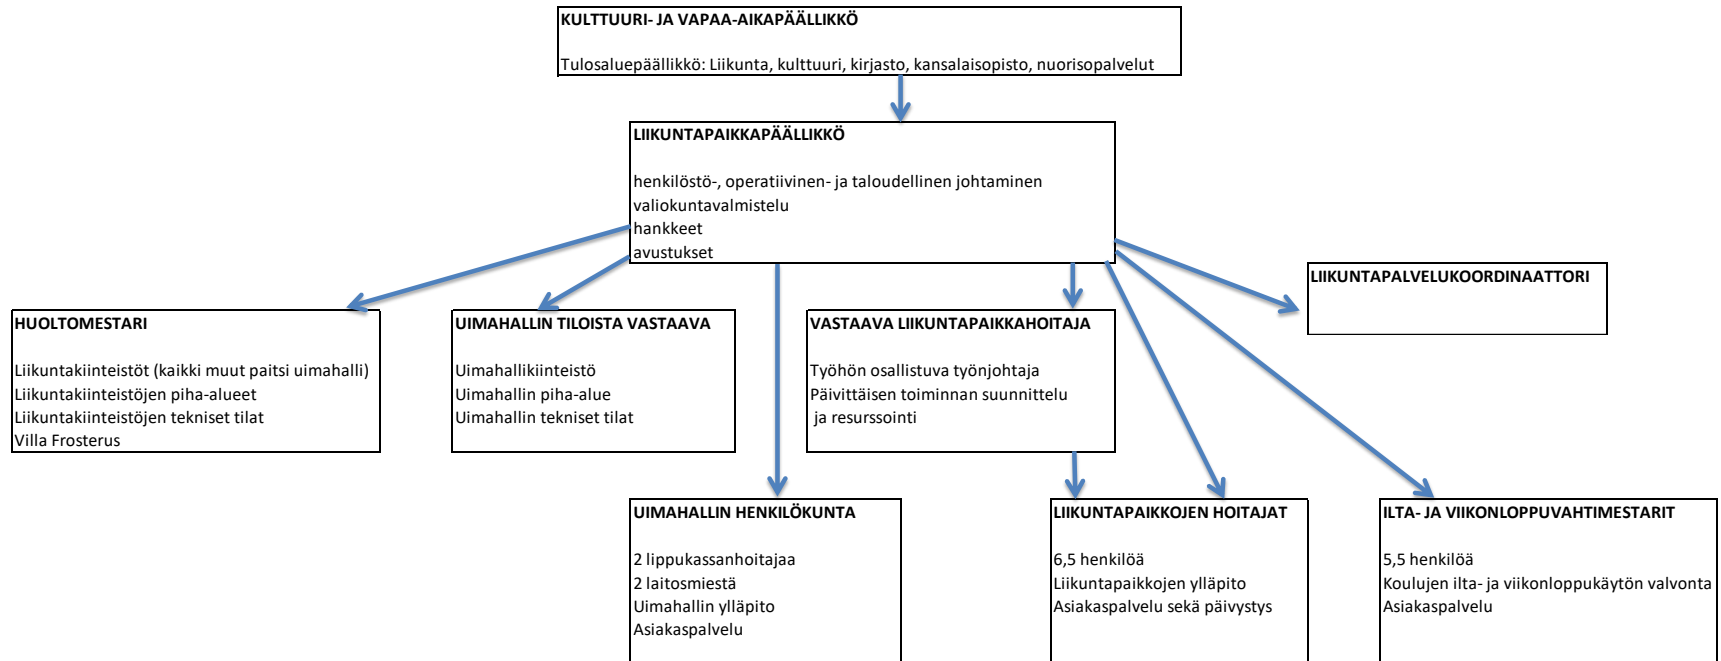 KULTTUURI- JA VAPAA-AIKAPÄÄLLIKKÖ
Tulosaluepäällikkö: Liikunta, kulttuuri, kirjasto, kansalaisopisto, nuorisopalvelut
LIIKUNTAPAIKKAPÄÄLLIKKÖ
henkilöstö-, operatiivinen- ja taloudellinen johtaminen
valiokuntavalmistelu
hankkeet
avustukset
LIIKUNTAPALVELUKOORDINAATTORI
HUOLTOMESTARI
Liikuntakiinteistöt (kaikki muut paitsi uimahalli)
Liikuntakiinteistöjen piha-alueet
Liikuntakiinteistöjen tekniset tilat
Villa Frosterus
UIMAHALLIN TILOISTA VASTAAVA
Uimahallikiinteistö
Uimahallin piha-alue
Uimahallin tekniset tilat
VASTAAVA LIIKUNTAPAIKKAHOITAJA
Työhön osallistuva työnjohtaja
Päivittäisen toiminnan suunnittelu
ja resurssointi
UIMAHALLIN HENKILÖKUNTA
2 lippukassanhoitajaa
2 laitosmiestä
Uimahallin ylläpito
Asiakaspalvelu
LIIKUNTAPAIKKOJEN HOITAJAT
6,5 henkilöä
Liikuntapaikkojen ylläpito
Asiakaspalvelu sekä päivystys
ILTA- JA VIIKONLOPPUVAHTIMESTARIT
5,5 henkilöä
Koulujen ilta- ja viikonloppukäytön valvonta
Asiakaspalvelu